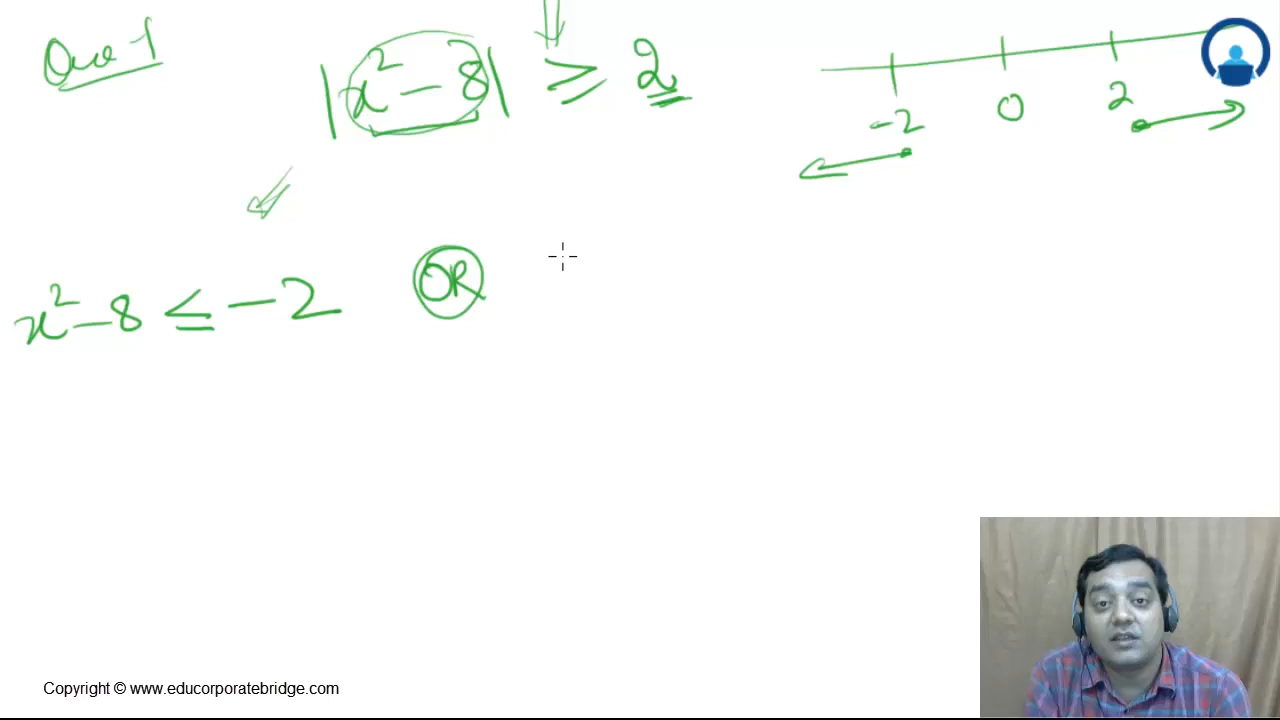 Que 1
|x² - 8| ≥ 2
-2 0 2
x² - 8 ≤ -2 OR
Copyright © www.educorporatebridge.com